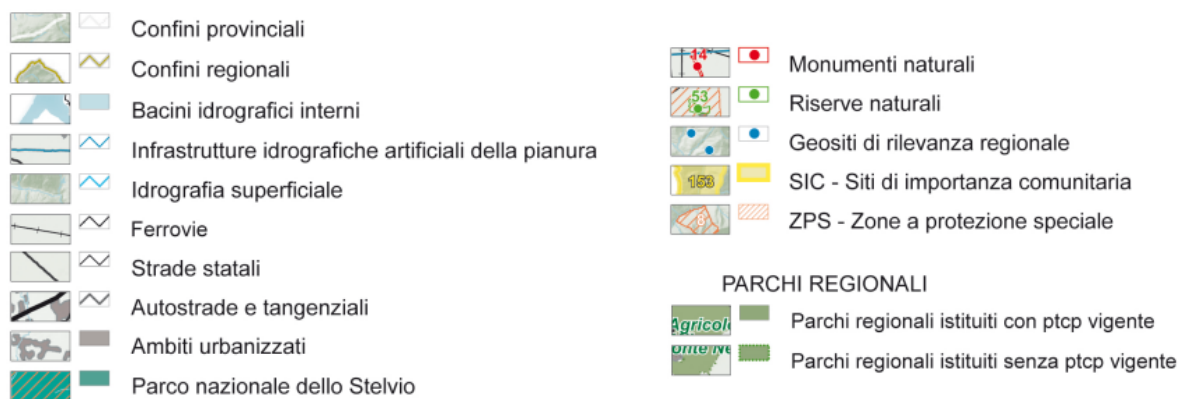 Confini provinciali
Confini regionali
Bacini idrografici interni
Infrastrutture idrografiche artificiali della pianura
Idrografia superficiale
Ferrovie
Strade statali
Autostrade e tangenziali
Ambiti urbanizzati
Parco nazionale dello Stelvio
14
Monumenti naturali
53
Riserve naturali
Geositi di rilevanza regionale
153
SIC - Siti di importanza comunitaria
8
ZPS - Zone a protezione speciale
PARCHI REGIONALI
Agricol
Parchi regionali istituiti con ptcp vigente
onte Ne
Parchi regionali istituiti senza ptcp vigente